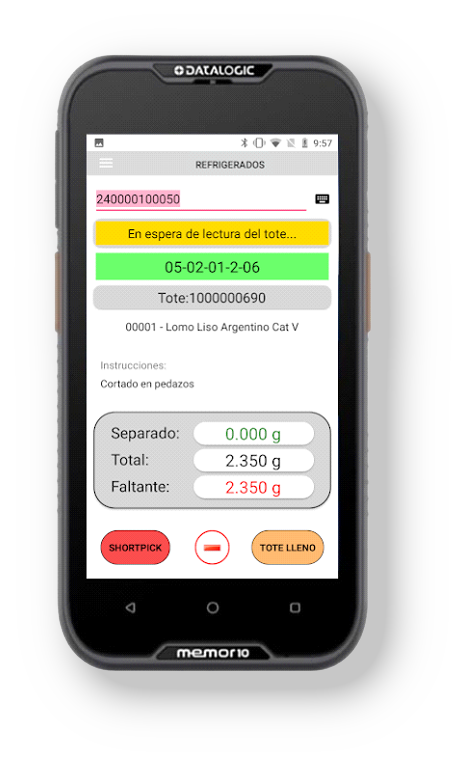 DATALOGIC
9:57
REFRIGERADOS
240000100050
En espera de lectura del tote...
05-02-01-2-06
Tote:1000000690
00001 - Lomo Liso Argentino Cat V
Instrucciones:
Cortado en pedazos
Separado: 0.000 g
Total: 2.350 g
Faltante: 2.350 g
SHORTPICK TOTE LLENO
memor10